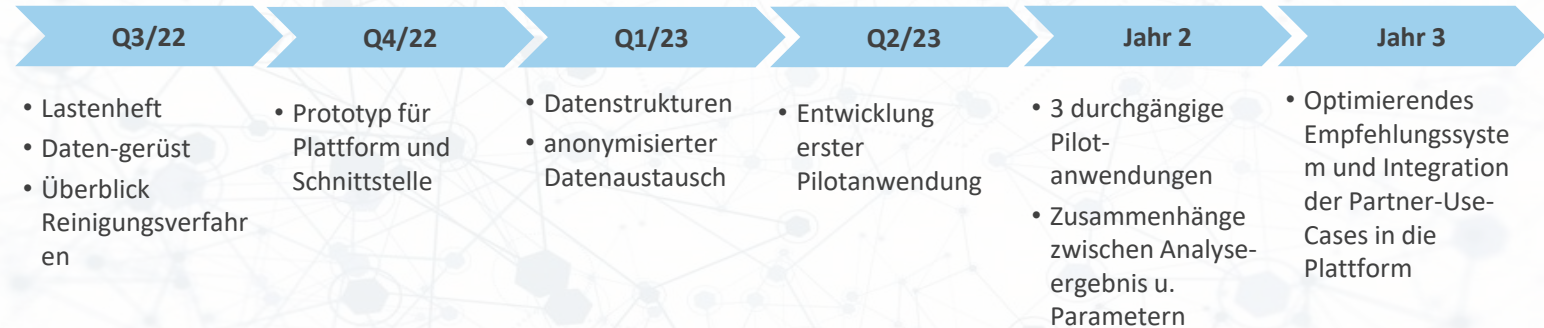 Q3/22
• Lastenheft
• Daten-gerüst
• Überblick
Reinigungsverfahr
en
Q4/22
• Prototyp für
Plattform und
Schnittstelle
Q1/23
• Datenstrukturen
• anonymisierter
Datenaustausch
Q2/23
• Entwicklung
erster
Pilotanwendung
Jahr 2
• 3 durchgängige
Pilot-
anwendungen
• Zusammenhänge
zwischen Analyse-
ergebnis u.
Parametern
Jahr 3
• Optimierendes
Empfehlungssyste
m und Integration
der Partner-Use-
Cases in die
Plattform